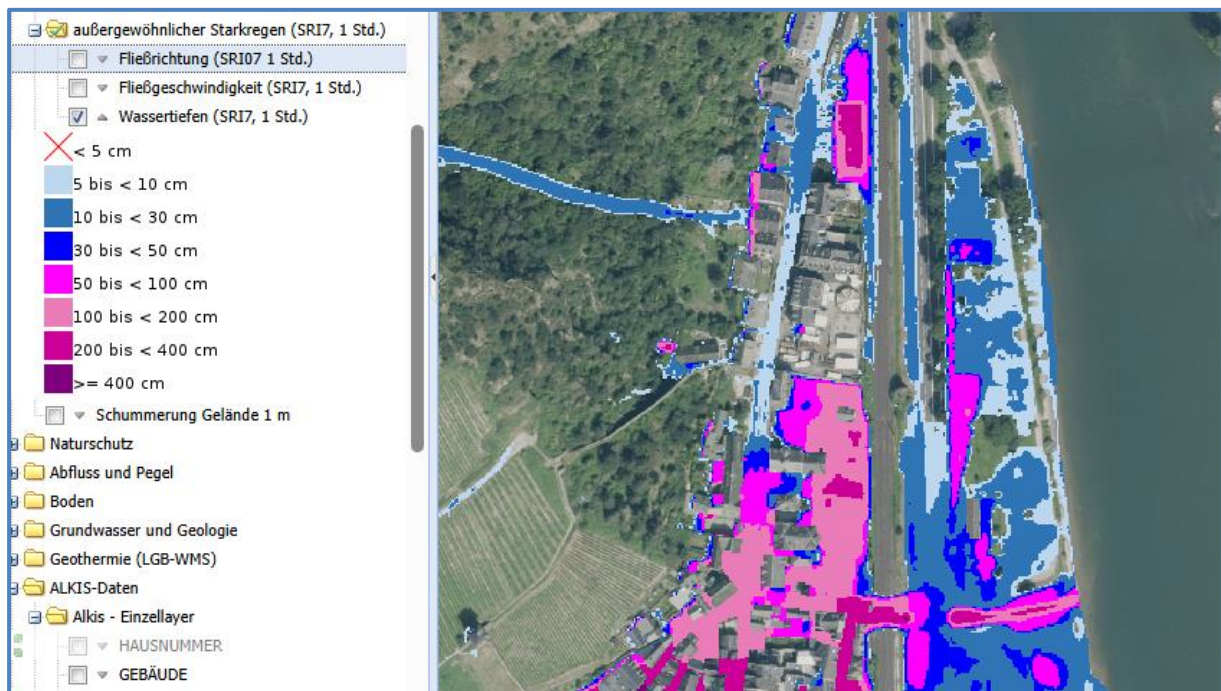 außergewöhnlicher Starkregen (SRI7, 1 Std.)
Fließrichtung (SRI07 1 Std.)
Fließgeschwindigkeit (SRI7, 1 Std.)
Wassertiefen (SRI7, 1 Std.)
< 5 cm
5 bis < 10 cm
10 bis < 30 cm
30 bis < 50 cm
50 bis < 100 cm
100 bis < 200 cm
200 bis < 400 cm
>= 400 cm
Schummerung Gelände 1 m
Naturschutz
Abfluss und Pegel
Boden
Grundwasser und Geologie
Geothermie (LGB-WMS)
ALKIS-Daten
Alkis - Einzellayer
HAUSNUMMER
GEBÄUDE